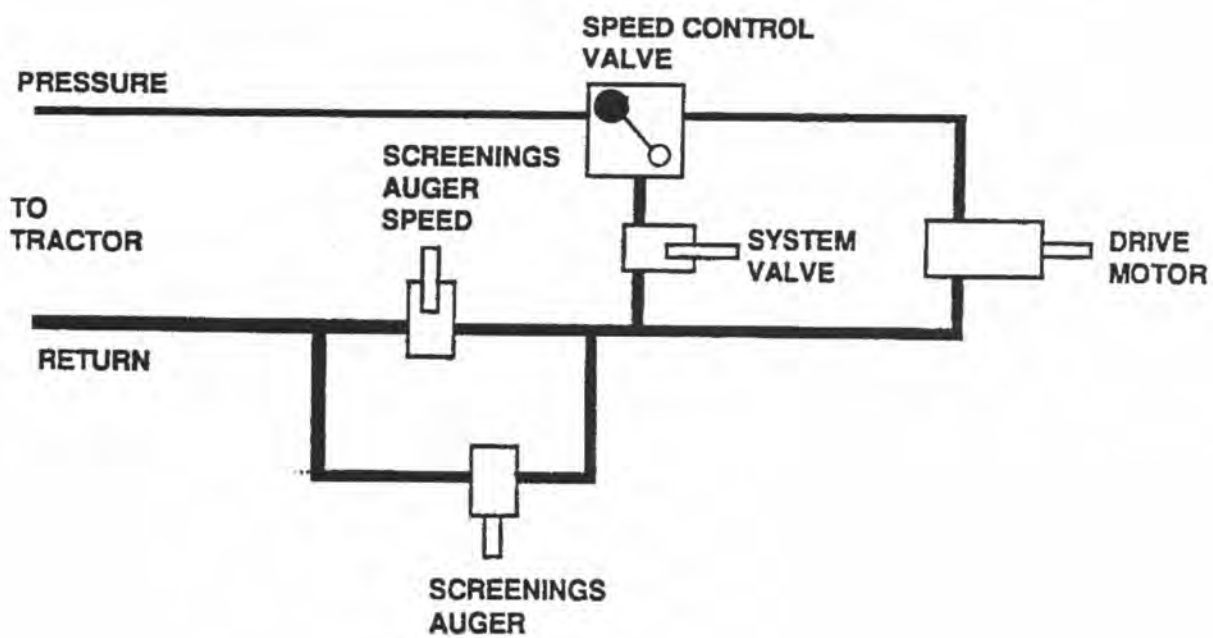 SPEED CONTROL
VALVE
PRESSURE
SCREENINGS
AUGER
SPEED
TO
TRACTOR
SYSTEM
VALVE
DRIVE
MOTOR
RETURN
SCREENINGS
AUGER